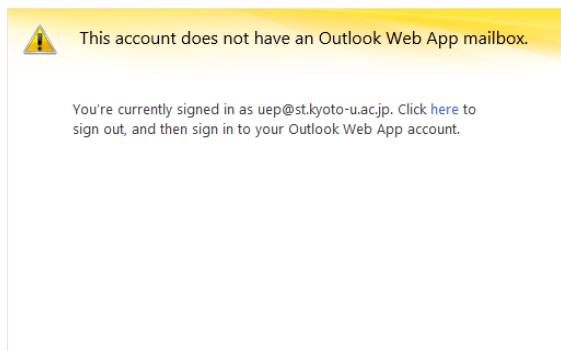 This account does not have an Outlook Web App mailbox.
You're currently signed in as uep@st.kyoto-u.ac.jp. Click here to
sign out, and then sign in to your Outlook Web App account.